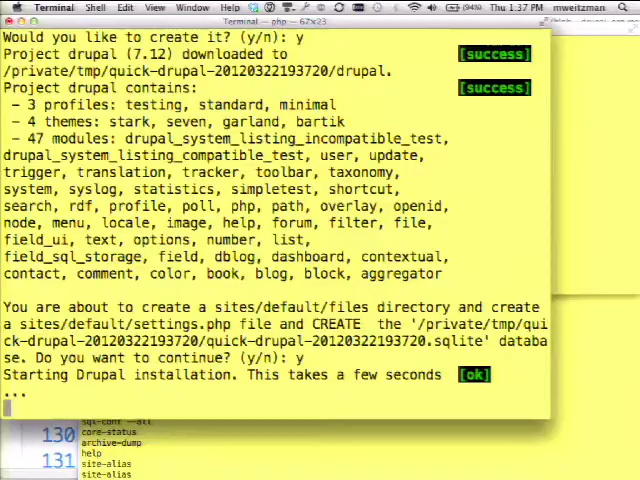 Terminal Shell Edit View Window Help (94%) Thu 1:37 PM mweitzman
Terminal — php — 67×23
Would you like to create it? (y/n): y
Project drupal (7.12) downloaded to [success]
/private/tmp/quick-drupal-20120322193720/drupal.
Project drupal contains: [success]
- 3 profiles: testing, standard, minimal
- 4 themes: stark, seven, garland, bartik
- 47 modules: drupal_system_listing_incompatible_test,
drupal_system_listing_compatible_test, user, update,
trigger, translation, tracker, toolbar, taxonomy,
system, syslog, statistics, simpletest, shortcut,
search, rdf, profile, poll, php, path, overlay, openid,
node, menu, locale, image, help, forum, filter, file,
field_ui, text, options, number, list,
field_sql_storage, field, dblog, dashboard, contextual,
contact, comment, color, book, blog, block, aggregator
You are about to create a sites/default/files directory and create
a sites/default/settings.php file and CREATE the '/private/tmp/qui
ck-drupal-20120322193720/quick-drupal-20120322193720.sqlite' databa
se. Do you want to continue? (y/n): y
Starting Drupal installation. This takes a few seconds [ok]
...
sql-conf --all
130 core-status
archive-dump
help
131 site-alias
site-alias